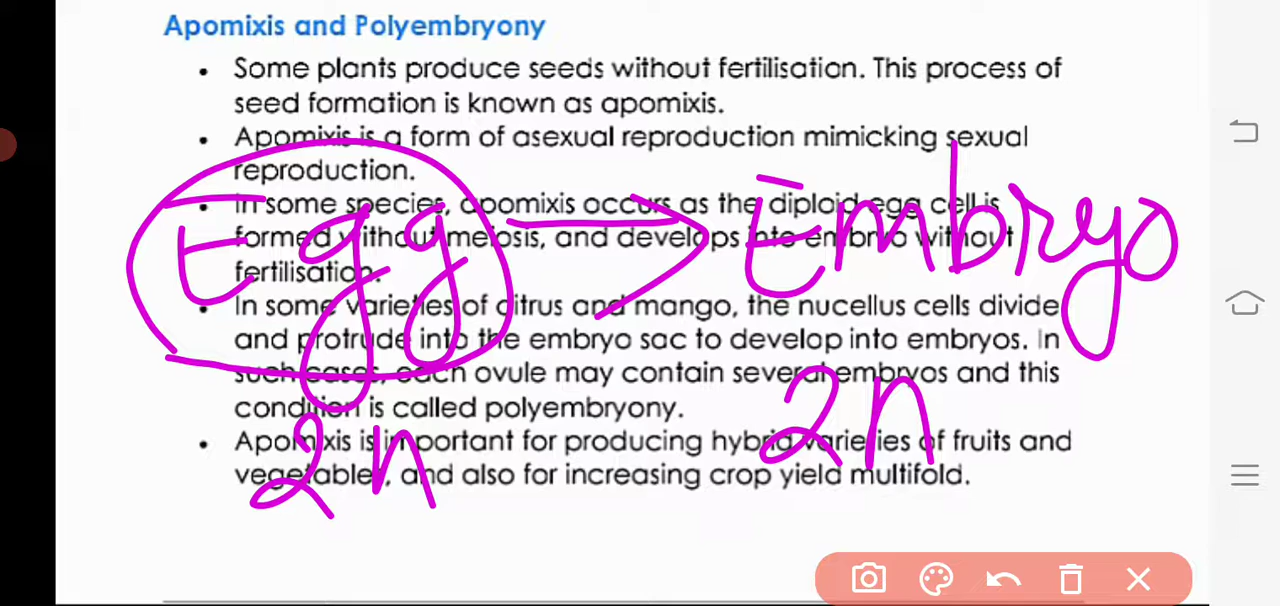 Apomixis and Polyembryony
• Some plants produce seeds without fertilisation. This process of
seed formation is known as apomixis.
• Apomixis is a form of asexual reproduction mimicking sexual
reproduction.
• In some species, apomixis occurs as the diploid egg cell is
formed without meiosis, and develops into embryo without
fertilisation.
• In some varieties of citrus and mango, the nucellus cells divide
and protrude into the embryo sac to develop into embryos. In
such cases, each ovule may contain several embryos and this
condition is called polyembryony.
• Apomixis is important for producing hybrid varieties of fruits and
vegetables, and also for increasing crop yield multifold.
Egg → Embryo
2n 2n